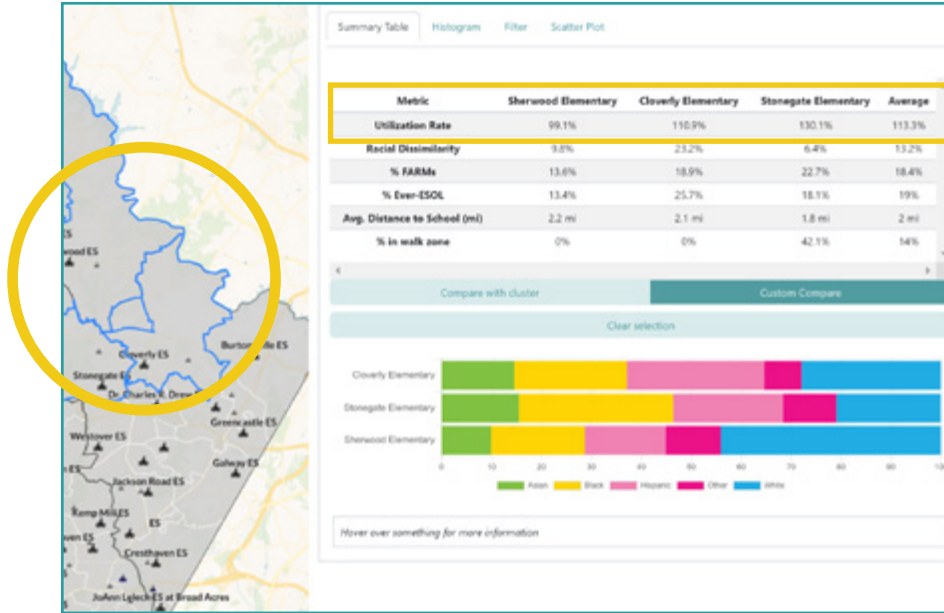 Summary Table Histogram Filter Scatter Plot
Metric Sherwood Elementary Cloverly Elementary Stonegate Elementary Average
Utilization Rate 99.1% 110.9% 130.1% 113.3%
Racial Dissimilarity 9.8% 23.2% 6.4% 13.2%
% FARMs 13.6% 18.9% 22.7% 18.4%
% Ever-ESOL 13.4% 25.7% 18.1% 19%
Avg. Distance to School (mi) 2.2 mi 2.1 mi 1.8 mi 2 mi
% in walk zone 0% 0% 42.1% 14%
Compare with cluster Custom Compare
Clear selection
Cloverly Elementary
Stonegate Elementary
Sherwood Elementary
0 10 20 30 40 50 60 70 80 90 100
Asian Black Hispanic Other White
Hover over something for more information
ES
wood ES
Cloverly ES
Stonegate ES
Dr. Charles R. Drew
Greencastle ES
Westover ES
Galway ES
ES
Jackson Road ES
Kemp Mill ES
ES
ven ES
Cresthaven ES
ES at Broad Acres